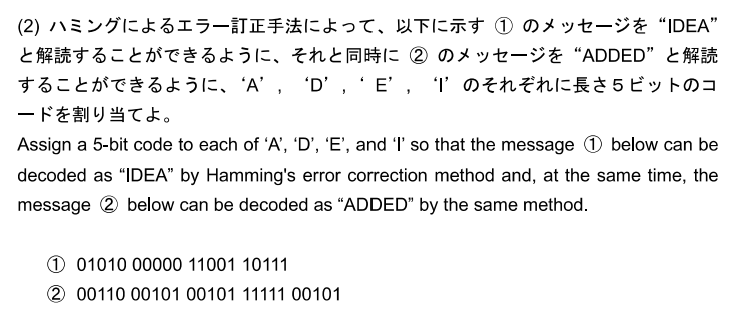 (2) ハミングによるエラー訂正手法によって、以下に示す ① のメッセージを “IDEA”
と解読することができるように、それと同時に ② のメッセージを “ADDED” と解読
することができるように、‘A’, ‘D’, ‘ E’, ‘I’ のそれぞれに長さ５ビットのコ
ードを割り当てよ。
Assign a 5-bit code to each of ‘A’, ‘D’, ‘E’, and ‘I’ so that the message ① below can be
decoded as “IDEA” by Hamming's error correction method and, at the same time, the
message ② below can be decoded as “ADDED” by the same method.
① 01010 00000 11001 10111
② 00110 00101 00101 11111 00101